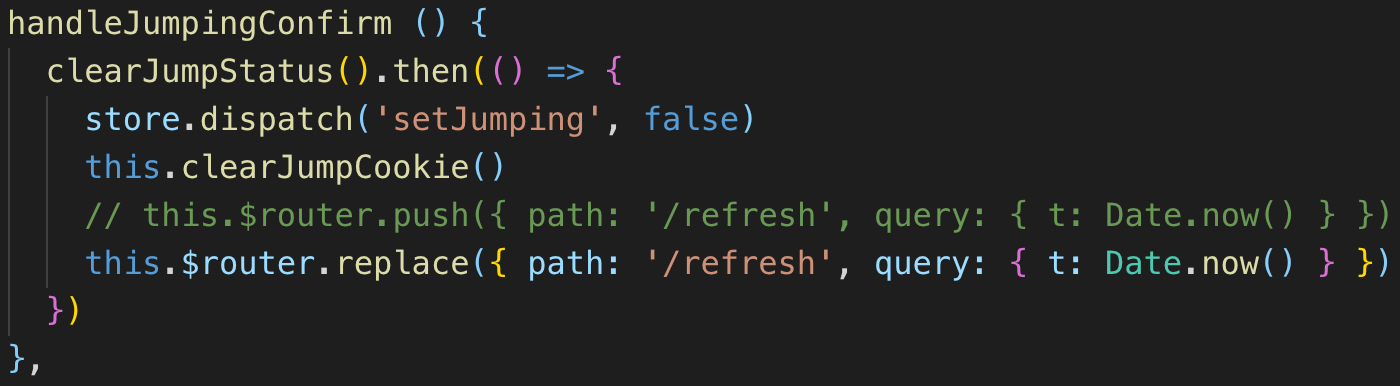 handleJumpingConfirm () {
clearJumpStatus().then(() => {
store.dispatch('setJumping', false)
this.clearJumpCookie()
// this.$router.push({ path: '/refresh', query: { t: Date.now() } })
this.$router.replace({ path: '/refresh', query: { t: Date.now() } })
})
},